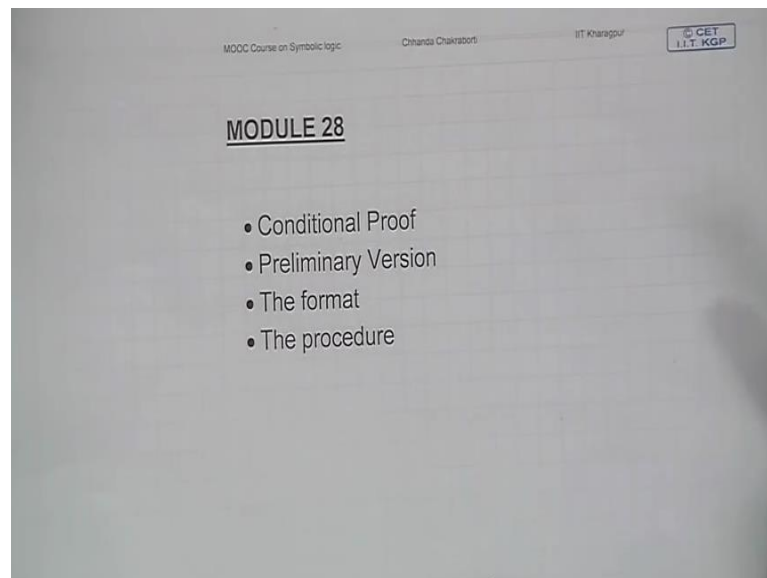 MOOC Course on Symbolic logic Chhanda Chakraborti IIT Kharagpur
© CET
I.I.T. KGP
MODULE 28
• Conditional Proof
• Preliminary Version
• The format
• The procedure